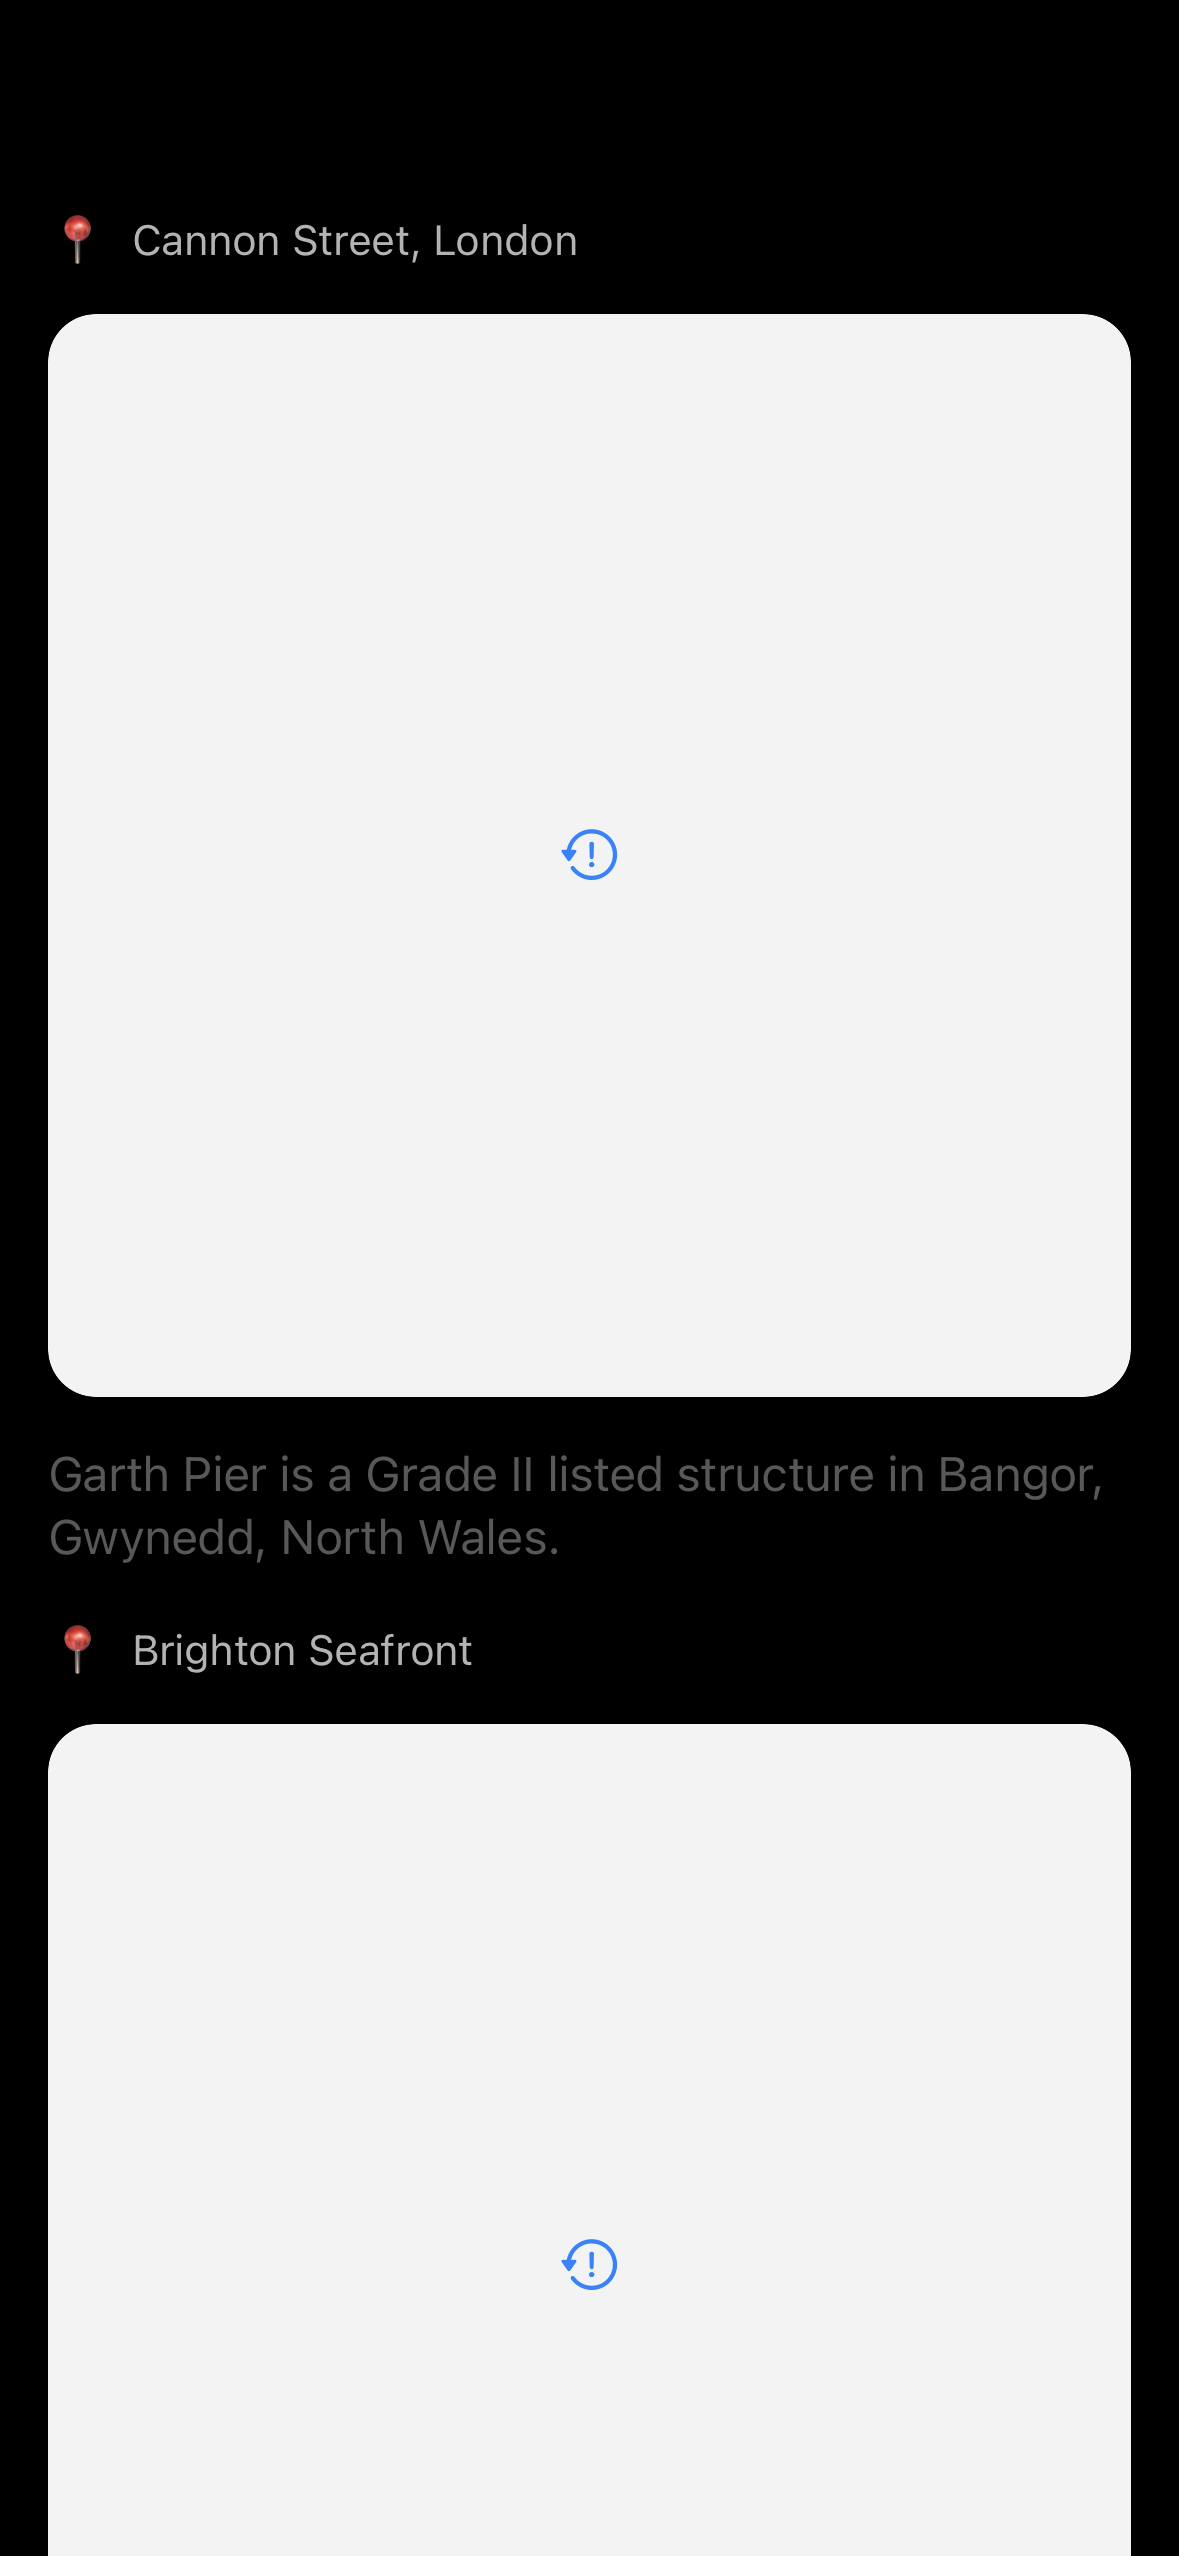 Cannon Street, London
Garth Pier is a Grade II listed structure in Bangor,
Gwynedd, North Wales.
Brighton Seafront